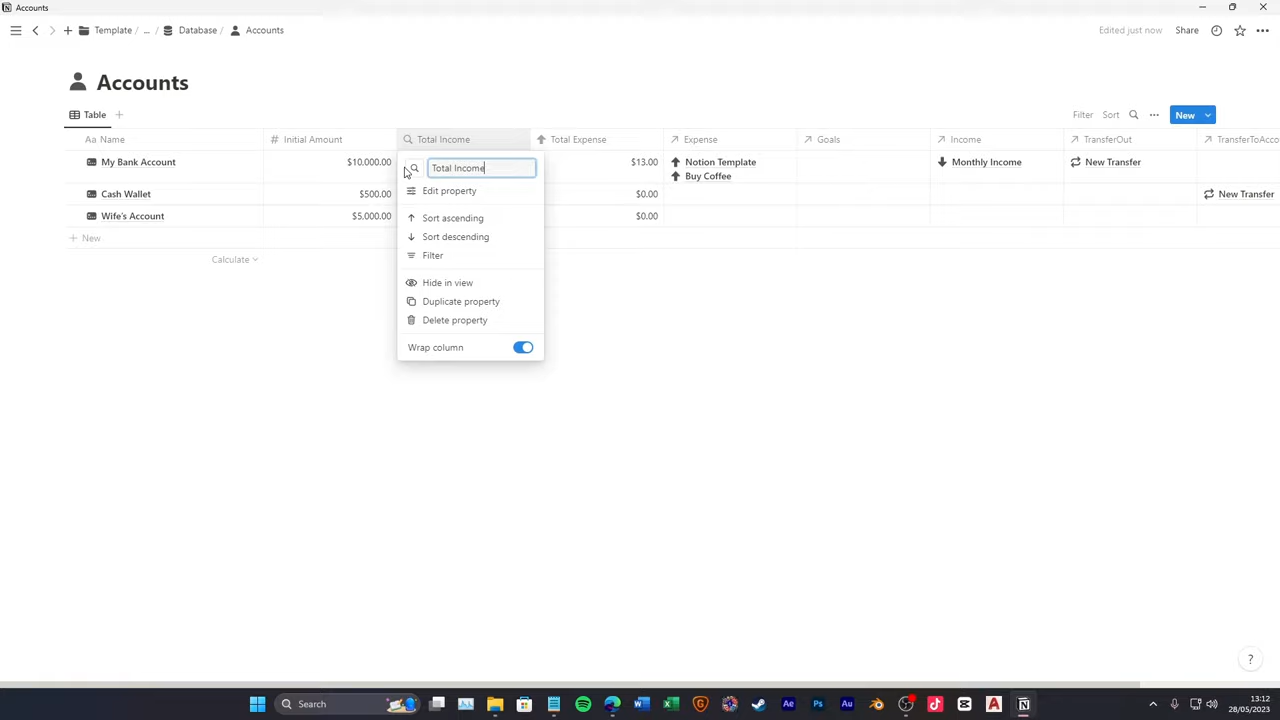 Accounts
Template / ... / Database / Accounts
Edited just now Share
Accounts
Table
Filter Sort New
Aa Name # Initial Amount Total Income Total Expense Expense Goals Income TransferOut TransferToAcco
My Bank Account $10,000.00 $13.00 Notion Template Monthly Income New Transfer
Buy Coffee
Total Income
Cash Wallet $500.00 $0.00 New Transfer
Edit property
Wife's Account $5,000.00 $0.00
Sort ascending
+ New
Sort descending
Calculate
Filter
Hide in view
Duplicate property
Delete property
Wrap column
?
Search
Ae Ps Au
13:12
28/05/2023